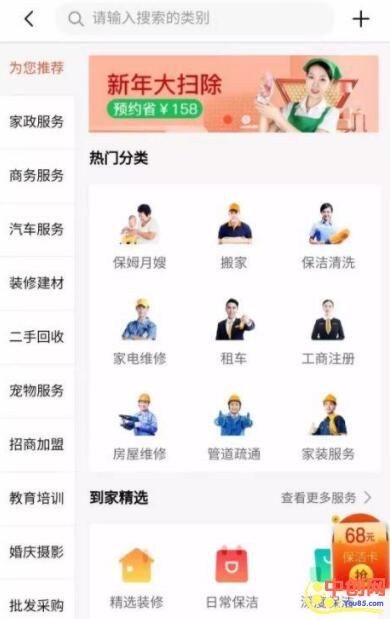 请输入搜索的类别
为您推荐
家政服务
商务服务
汽车服务
装修建材
二手回收
宠物服务
招商加盟
教育培训
婚庆摄影
批发采购
新年大扫除
预约省￥158
热门分类
保姆月嫂
搬家
保洁清洗
家电维修
租车
工商注册
房屋维修
管道疏通
家装服务
到家精选
查看更多服务 >
精选装修
日常保洁
深度保洁
68元
保洁卡
抢
中创网
You85.com